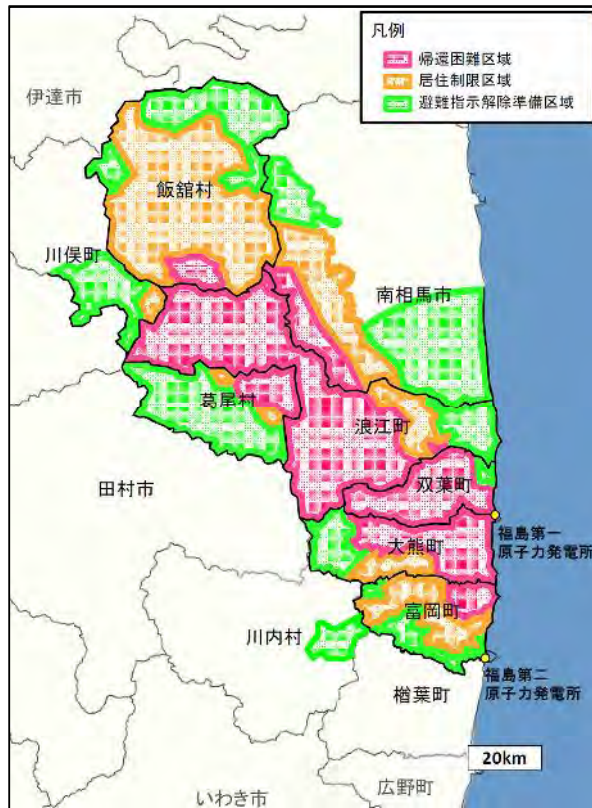 凡例
帰還困難区域
居住制限区域
避難指示解除準備区域
伊達市
飯舘村
川俣町
南相馬市
葛尾村
浪江町
田村市
双葉町
福島第一
原子力発電所
大熊町
富岡町
川内村
福島第二
原子力発電所
楢葉町
20km
いわき市
広野町